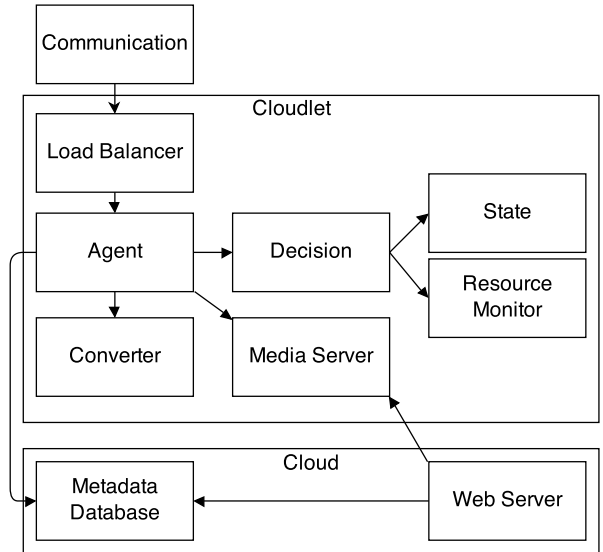 Communication
Cloudlet
Load Balancer
Agent
Decision
State
Resource
Monitor
Converter
Media Server
Cloud
Metadata
Database
Web Server